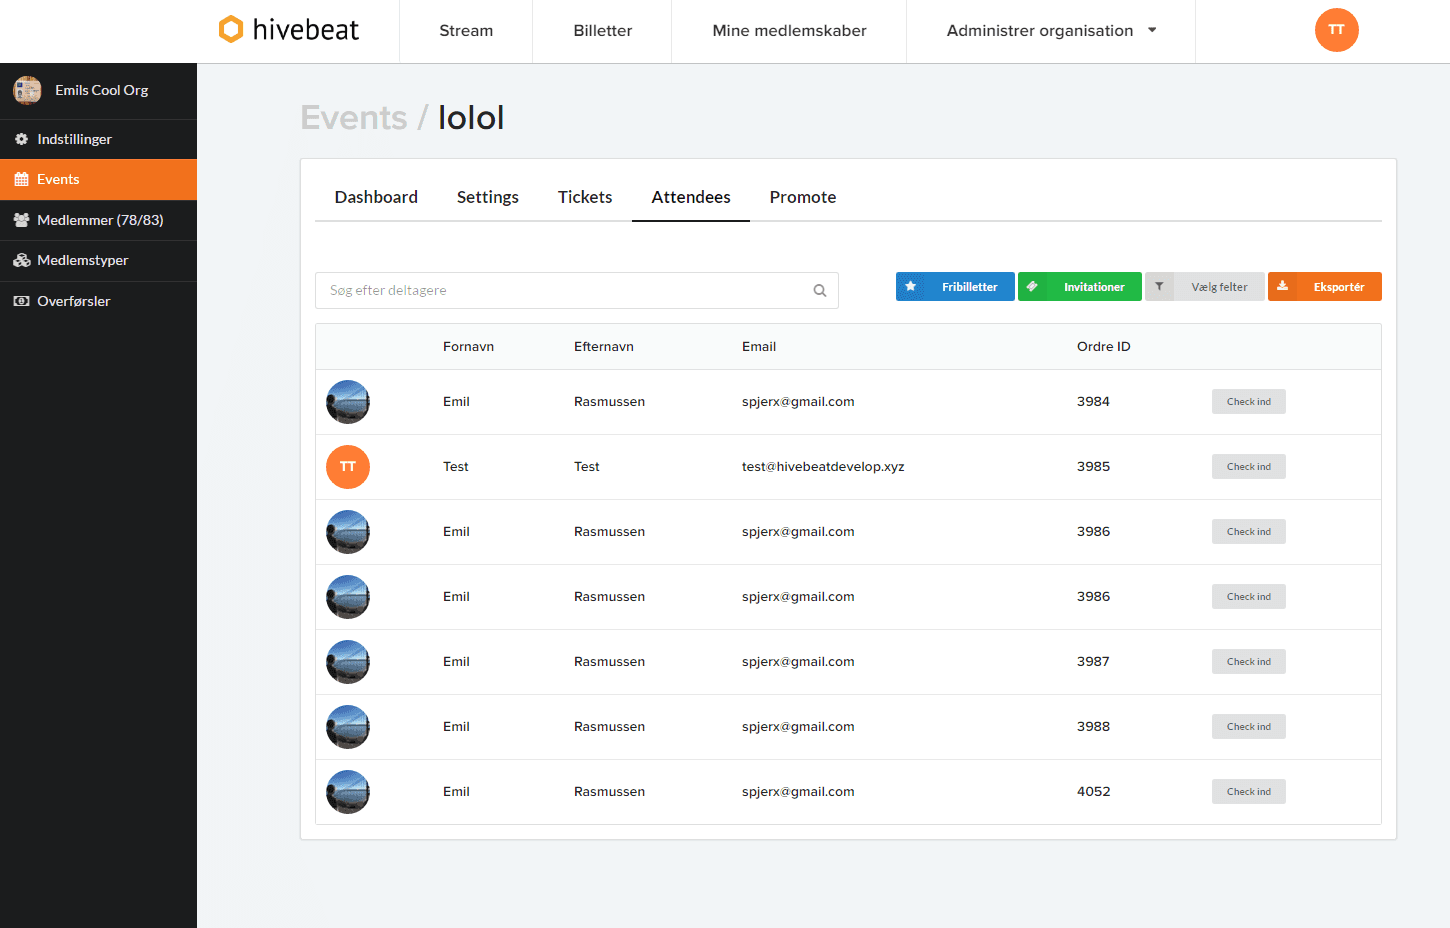 hivebeat Stream Billetter Mine medlemskaber Administrer organisation TT
Emils Cool Org
Indstillinger
Events
Medlemmer (78/83)
Medlemstyper
Overførsler
Events / lolol
Dashboard Settings Tickets Attendees Promote
Søg efter deltagere Fribilletter Invitationer Vælg felter Eksportér
Fornavn Efternavn Email Ordre ID
Emil Rasmussen spjerx@gmail.com 3984 Check ind
TT Test Test test@hivebeatdevelop.xyz 3985 Check ind
Emil Rasmussen spjerx@gmail.com 3986 Check ind
Emil Rasmussen spjerx@gmail.com 3986 Check ind
Emil Rasmussen spjerx@gmail.com 3987 Check ind
Emil Rasmussen spjerx@gmail.com 3988 Check ind
Emil Rasmussen spjerx@gmail.com 4052 Check ind